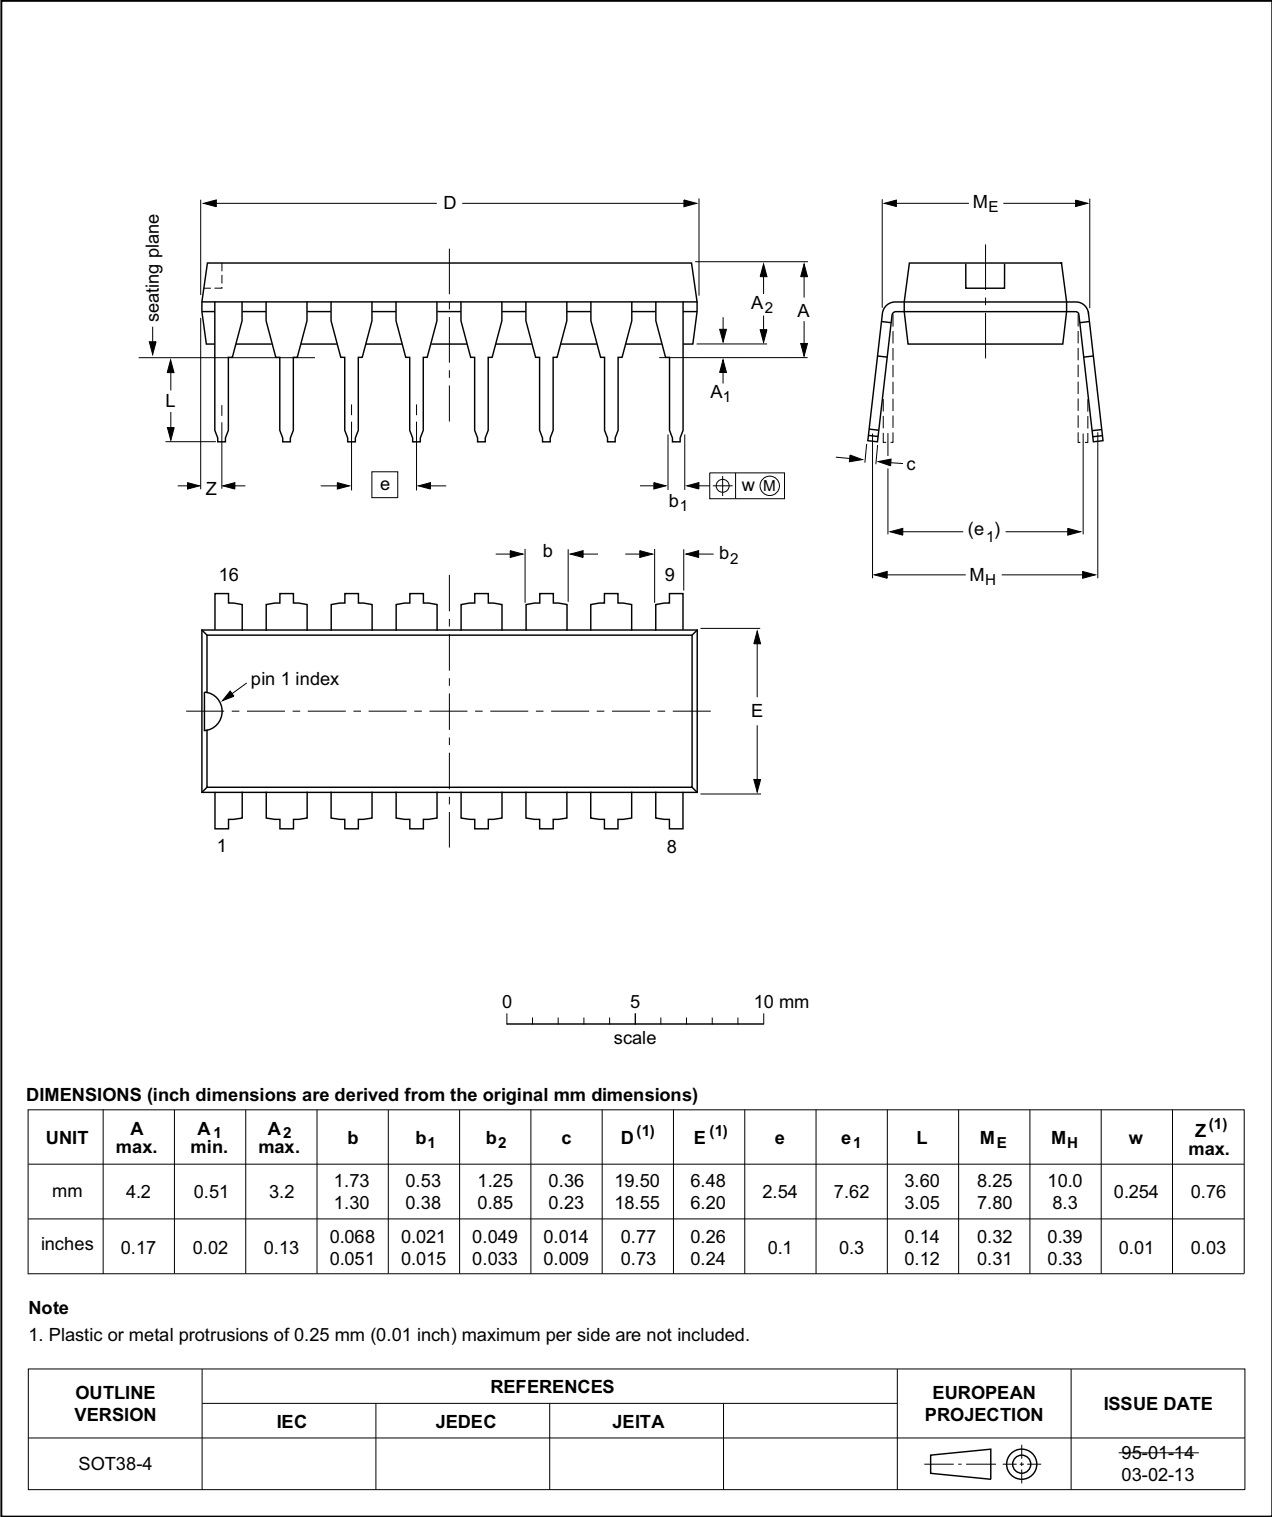 D
M_E
seating plane
A_2
A
A_1
L
c
Z
e
b_1
w Ⓜ
(e_1)
M_H
b
b_2
16
9
pin 1 index
E
1
8
0 5 10 mm
scale
DIMENSIONS (inch dimensions are derived from the original mm dimensions)
UNIT A max. A1 min. A2 max. b b1 b2 c D(1) E(1) e e1 L ME MH w Z(1) max.
mm 4.2 0.51 3.2 1.73 1.30 0.53 0.38 1.25 0.85 0.36 0.23 19.50 18.55 6.48 6.20 2.54 7.62 3.60 3.05 8.25 7.80 10.0 8.3 0.254 0.76
inches 0.17 0.02 0.13 0.068 0.051 0.021 0.015 0.049 0.033 0.014 0.009 0.77 0.73 0.26 0.24 0.1 0.3 0.14 0.12 0.32 0.31 0.39 0.33 0.01 0.03
Note
1. Plastic or metal protrusions of 0.25 mm (0.01 inch) maximum per side are not included.
OUTLINE VERSION REFERENCES EUROPEAN PROJECTION ISSUE DATE
IEC JEDEC JEITA
SOT38-4 95-01-14
03-02-13